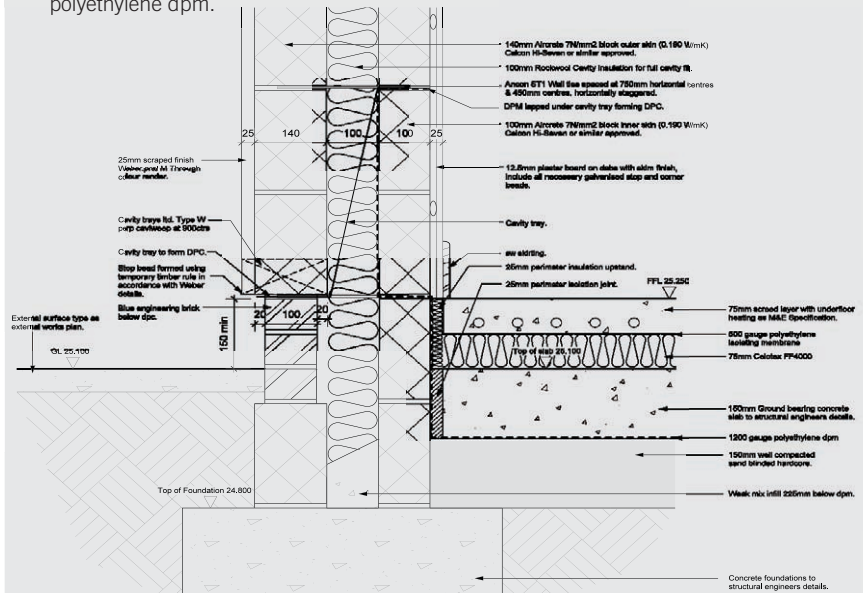 polyethylene dpm.
140mm Aircrete 7N/mm2 block outer skin (0.190 W/mK)
Celcon Hi-Seven or similar approved.
100mm Rockwool Cavity Insulation for full cavity fill.
Ancon ST1 Wall ties spaced at 750mm horizontal centres
& 450mm centres, horizontally staggered.
DPM lapped under cavity tray forming DPC.
100mm Aircrete 7N/mm2 block inner skin (0.190 W/mK)
Celcon Hi-Seven or similar approved.
25 140 100 100 25
12.5mm plaster board on dabs with skim finish,
include all necessary galvanised stop and corner
beads.
25mm scraped finish
Weber.pral M Through
colour render.
Cavity trays ltd. Type W
perp caviweep at 900ctrs
Cavity tray.
Cavity tray to form DPC.
sw skirting.
Stop bead formed using
temporary timber rule in
accordance with Weber
details.
25mm perimeter insulation upstand.
25mm perimeter isolation joint.
FFL 25.250
Blue engineering brick
below dpc.
20 100 20
150 min
75mm screed layer with underfloor
heating as M&E Specification.
External surface type as
external works plan.
GL 25.100
500 gauge polyethylene
isolating membrane
Top of slab 25.100
75mm Celotex FF4000
150mm Ground bearing concrete
slab to structural engineers details.
1200 gauge polyethylene dpm
150mm well compacted
sand blinded hardcore.
Top of Foundation 24.800
Weak mix infill 225mm below dpm.
Concrete foundations to
structural engineers details.